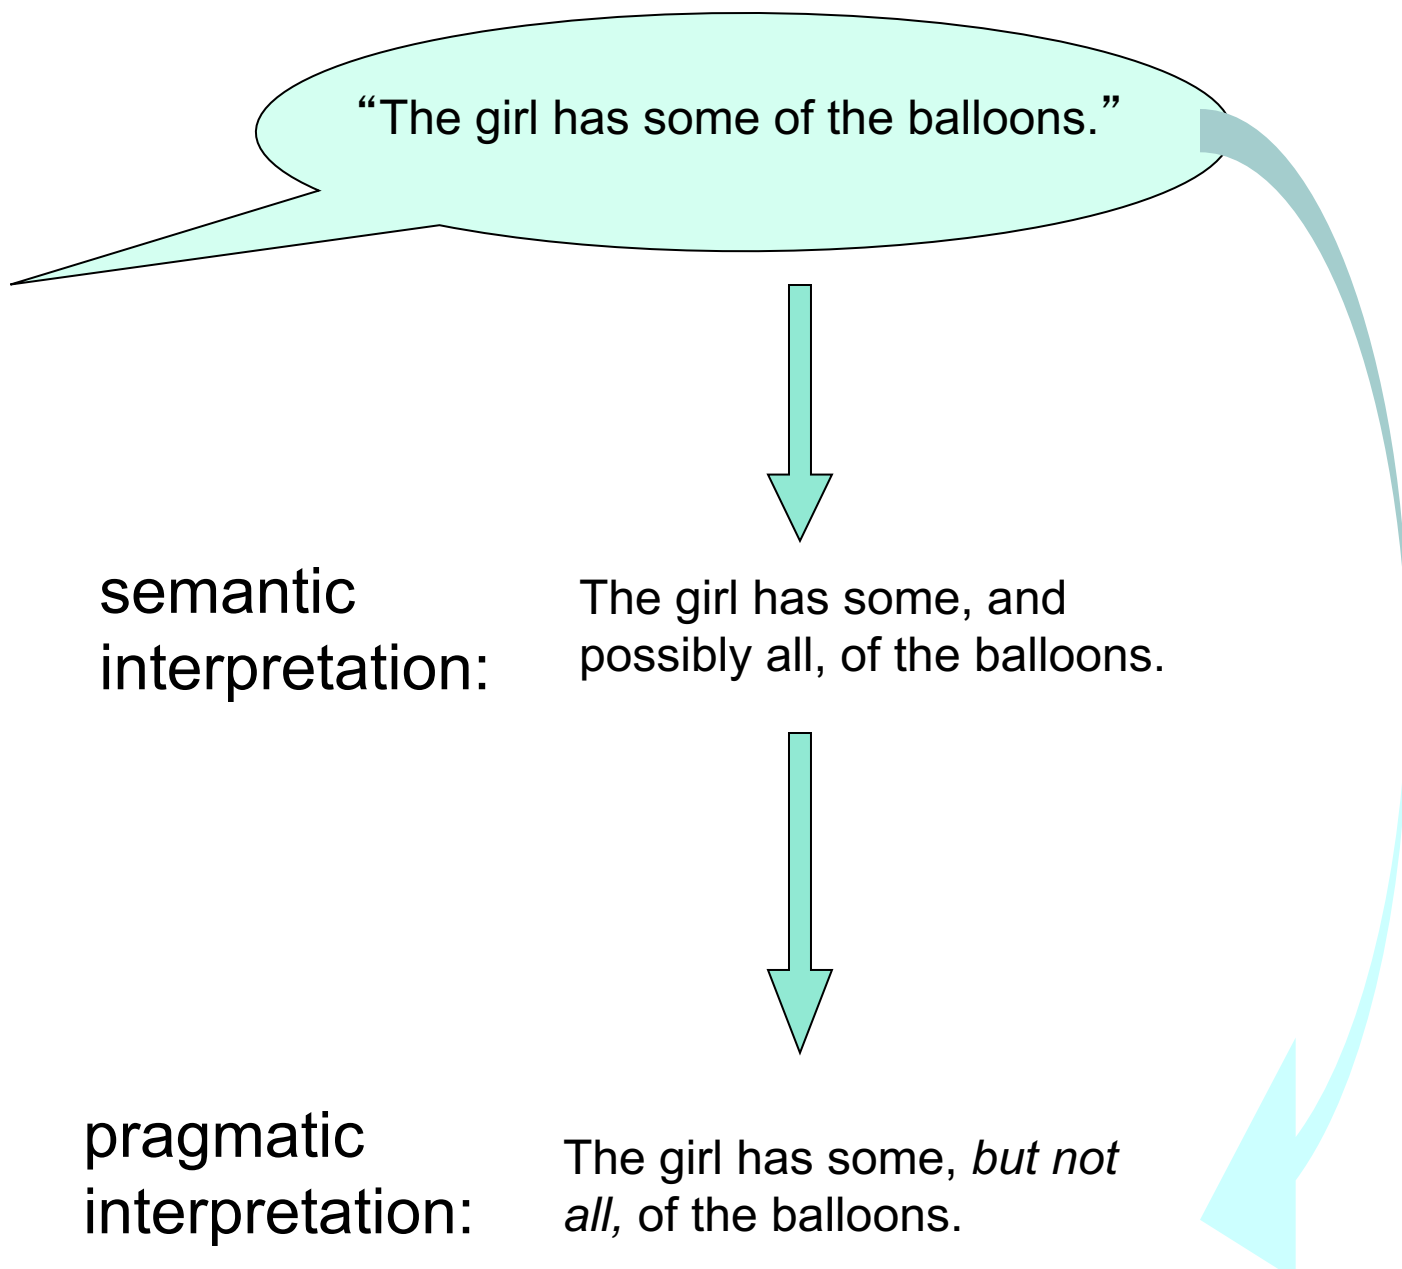 “The girl has some of the balloons.”
semantic
interpretation:
The girl has some, and
possibly all, of the balloons.
pragmatic
interpretation:
The girl has some, but not
all, of the balloons.